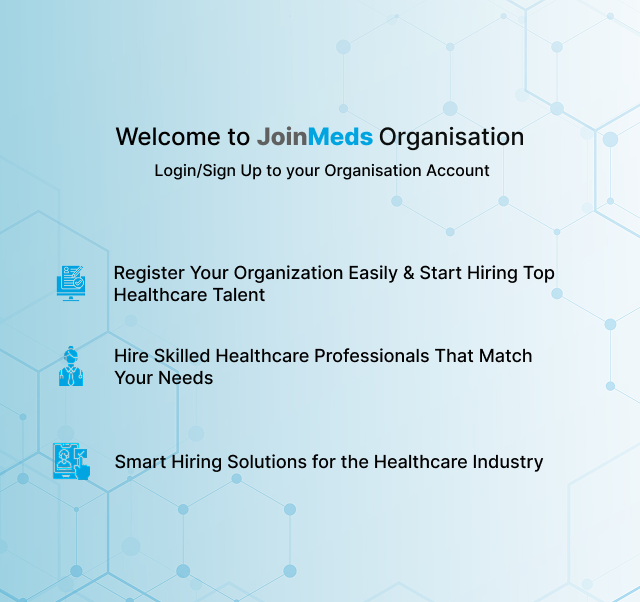 Welcome to JoinMeds Organisation
Login/Sign Up to your Organisation Account
Register Your Organization Easily & Start Hiring Top
Healthcare Talent
Hire Skilled Healthcare Professionals That Match
Your Needs
Smart Hiring Solutions for the Healthcare Industry